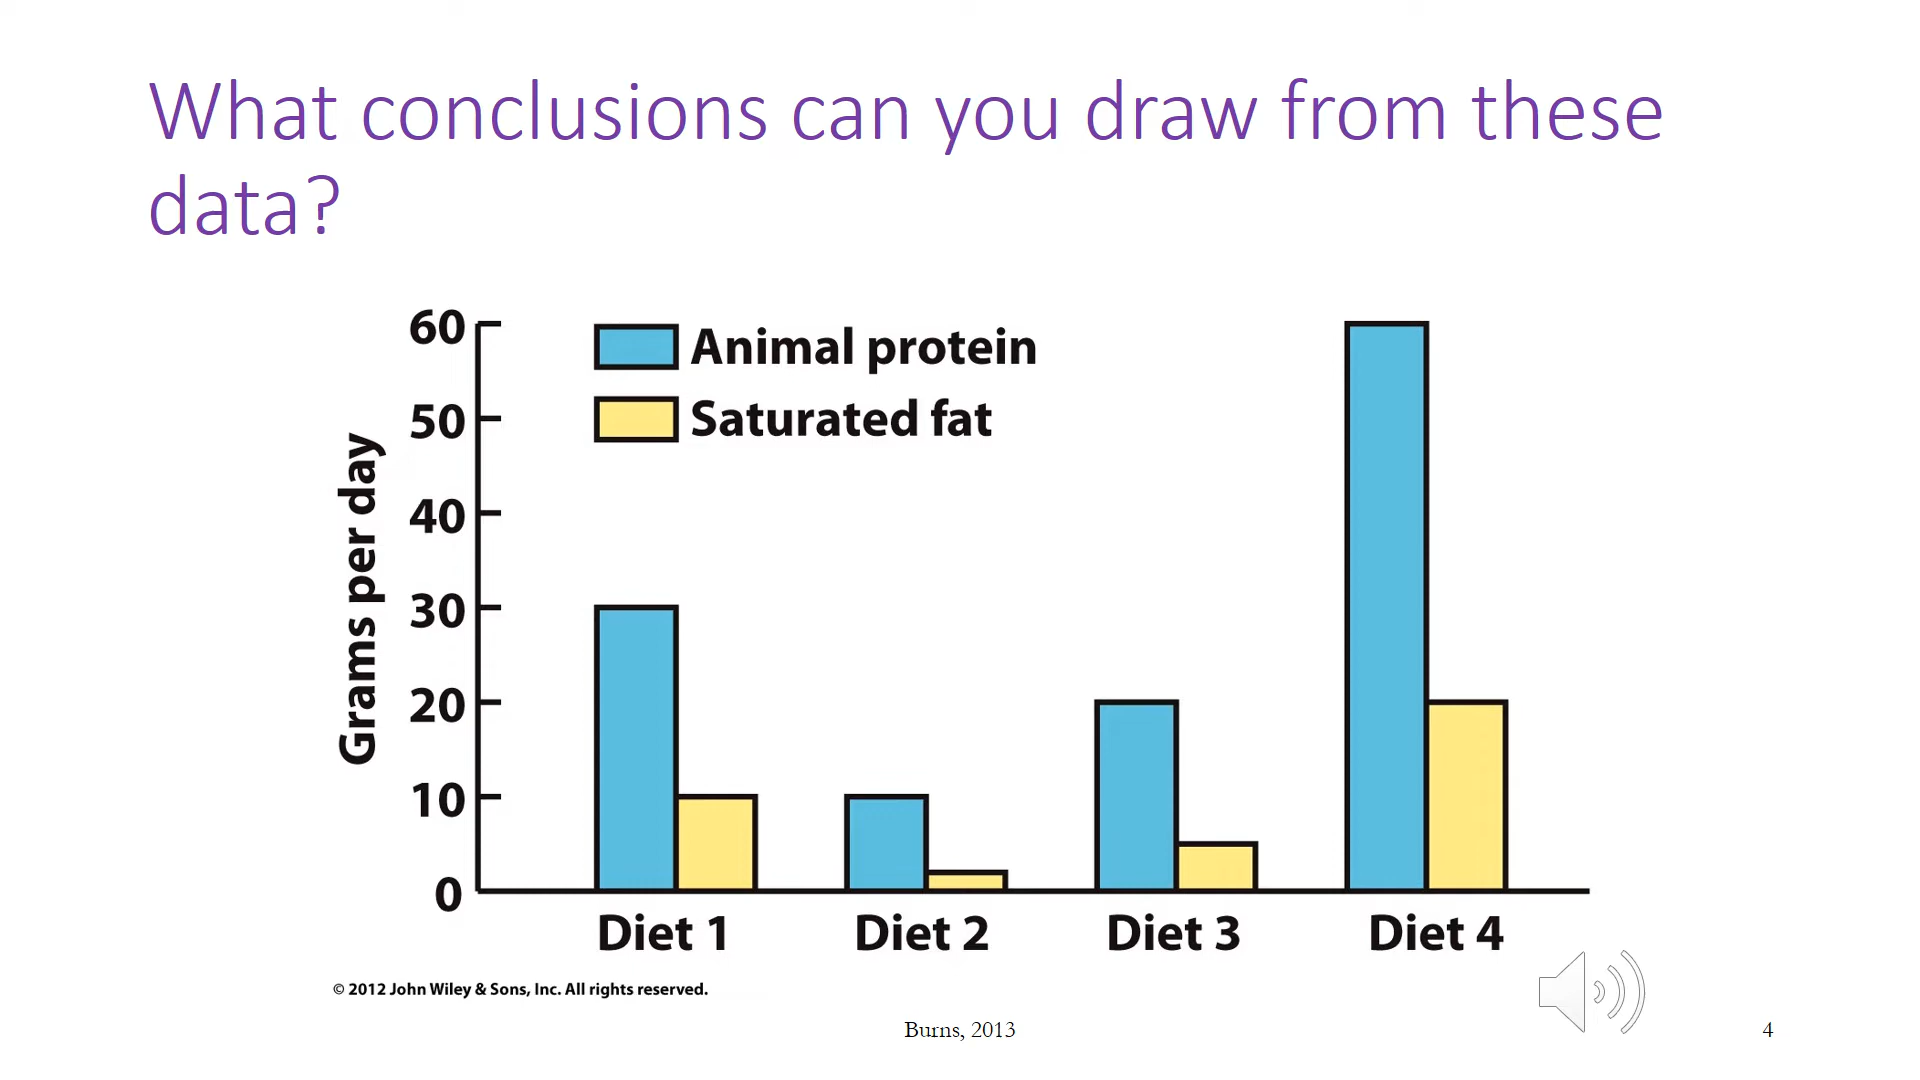 What conclusions can you draw from these
data?
60
50
40
30
20
10
0
Grams per day
Animal protein
Saturated fat
Diet 1
Diet 2
Diet 3
Diet 4
© 2012 John Wiley & Sons, Inc. All rights reserved.
Burns, 2013
4